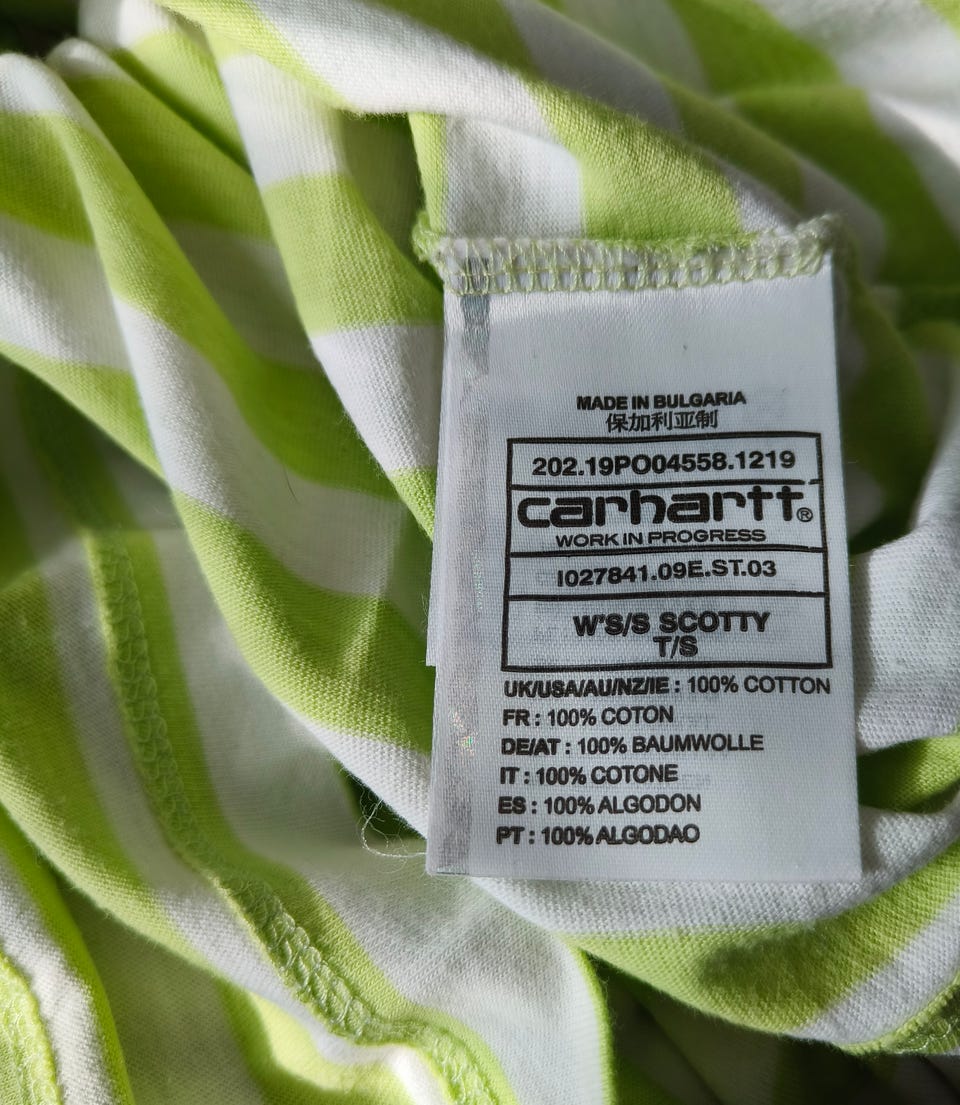 MADE IN BULGARIA
保加利亚制
202.19PO04558.1219
carhartt®
WORK IN PROGRESS
I027841.09E.ST.03
W'S/S SCOTTY
T/S
UK/USA/AU/NZ/IE : 100% COTTON
FR : 100% COTON
DE/AT : 100% BAUMWOLLE
IT : 100% COTONE
ES : 100% ALGODON
PT : 100% ALGODAO